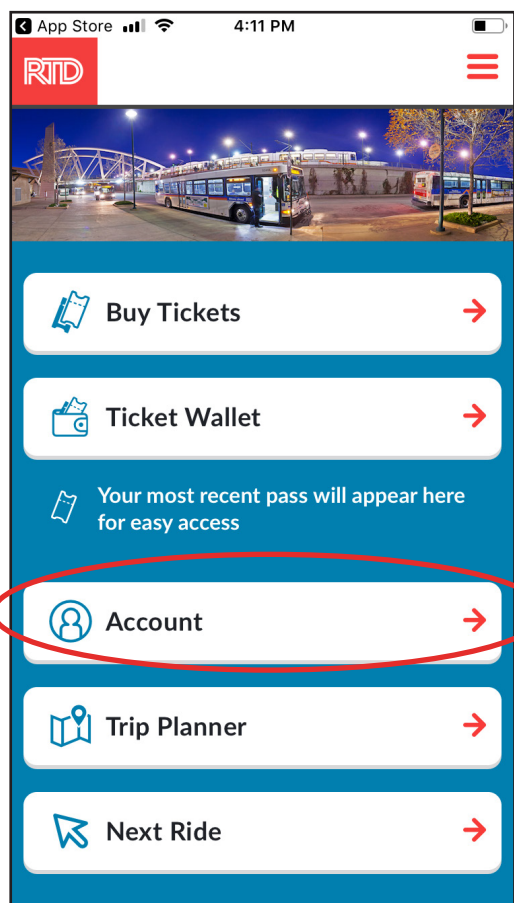 App Store 4:11 PM
RTD
Buy Tickets
Ticket Wallet
Your most recent pass will appear here
for easy access
Account
Trip Planner
Next Ride